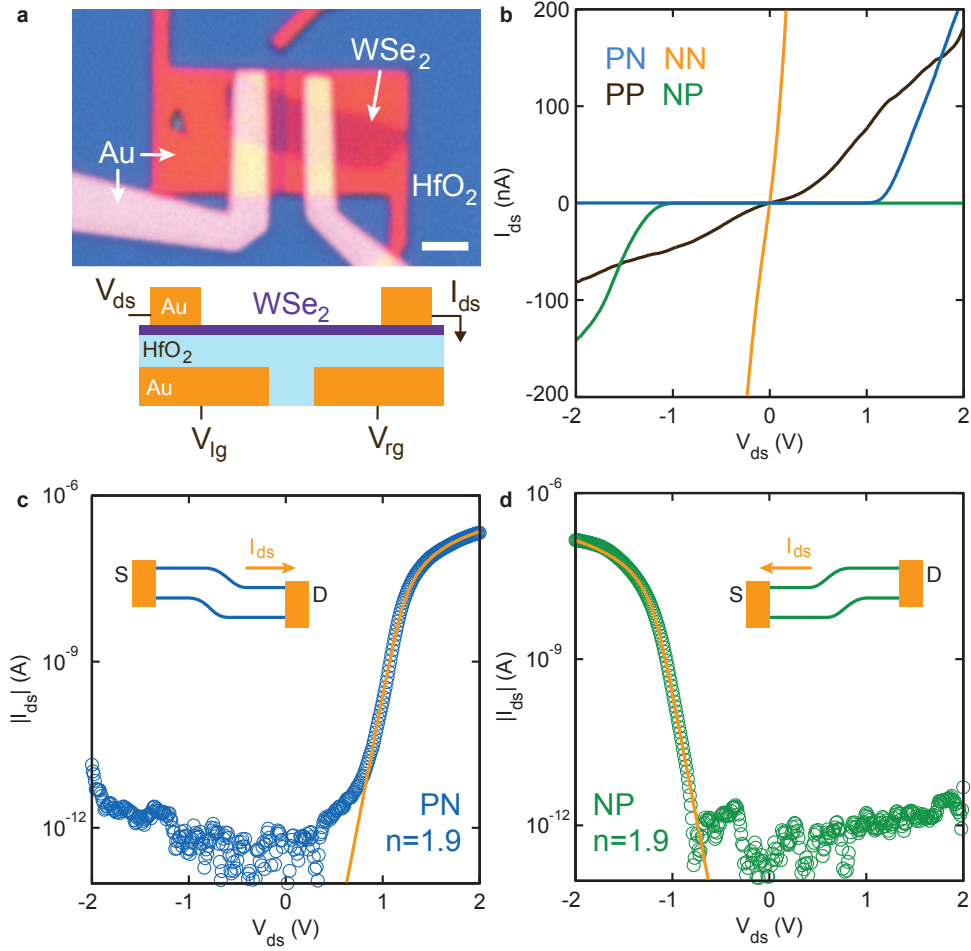 a
WSe2
Au
HfO2
Vds
Au
WSe2
Ids
HfO2
Au
Vlg
Vrg
b
200
100
0
-100
-200
Ids (nA)
PN NN
PP NP
-2 -1 0 1 2
Vds (V)
c
10-6
10-9
10-12
|Ids| (A)
S
Ids
D
PN
n=1.9
-2 -1 0 1 2
Vds (V)
d
10-6
10-9
10-12
|Ids| (A)
Ids
S
D
NP
n=1.9
-2 -1 0 1 2
Vds (V)